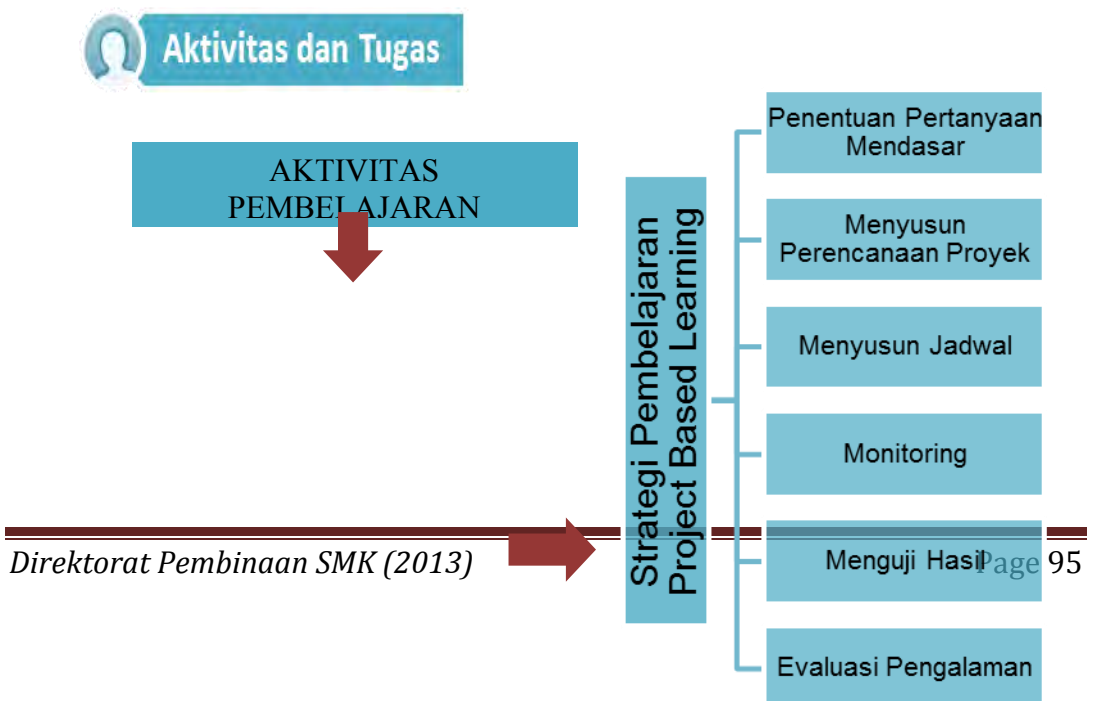 Aktivitas dan Tugas
AKTIVITAS
PEMBELAJARAN
Strategi Pembelajaran
Project Based Learning
Penentuan Pertanyaan
Mendasar
Menyusun
Perencanaan Proyek
Menyusun Jadwal
Monitoring
Menguji Hasil
Evaluasi Pengalaman
Direktorat Pembinaan SMK (2013)
Page 95